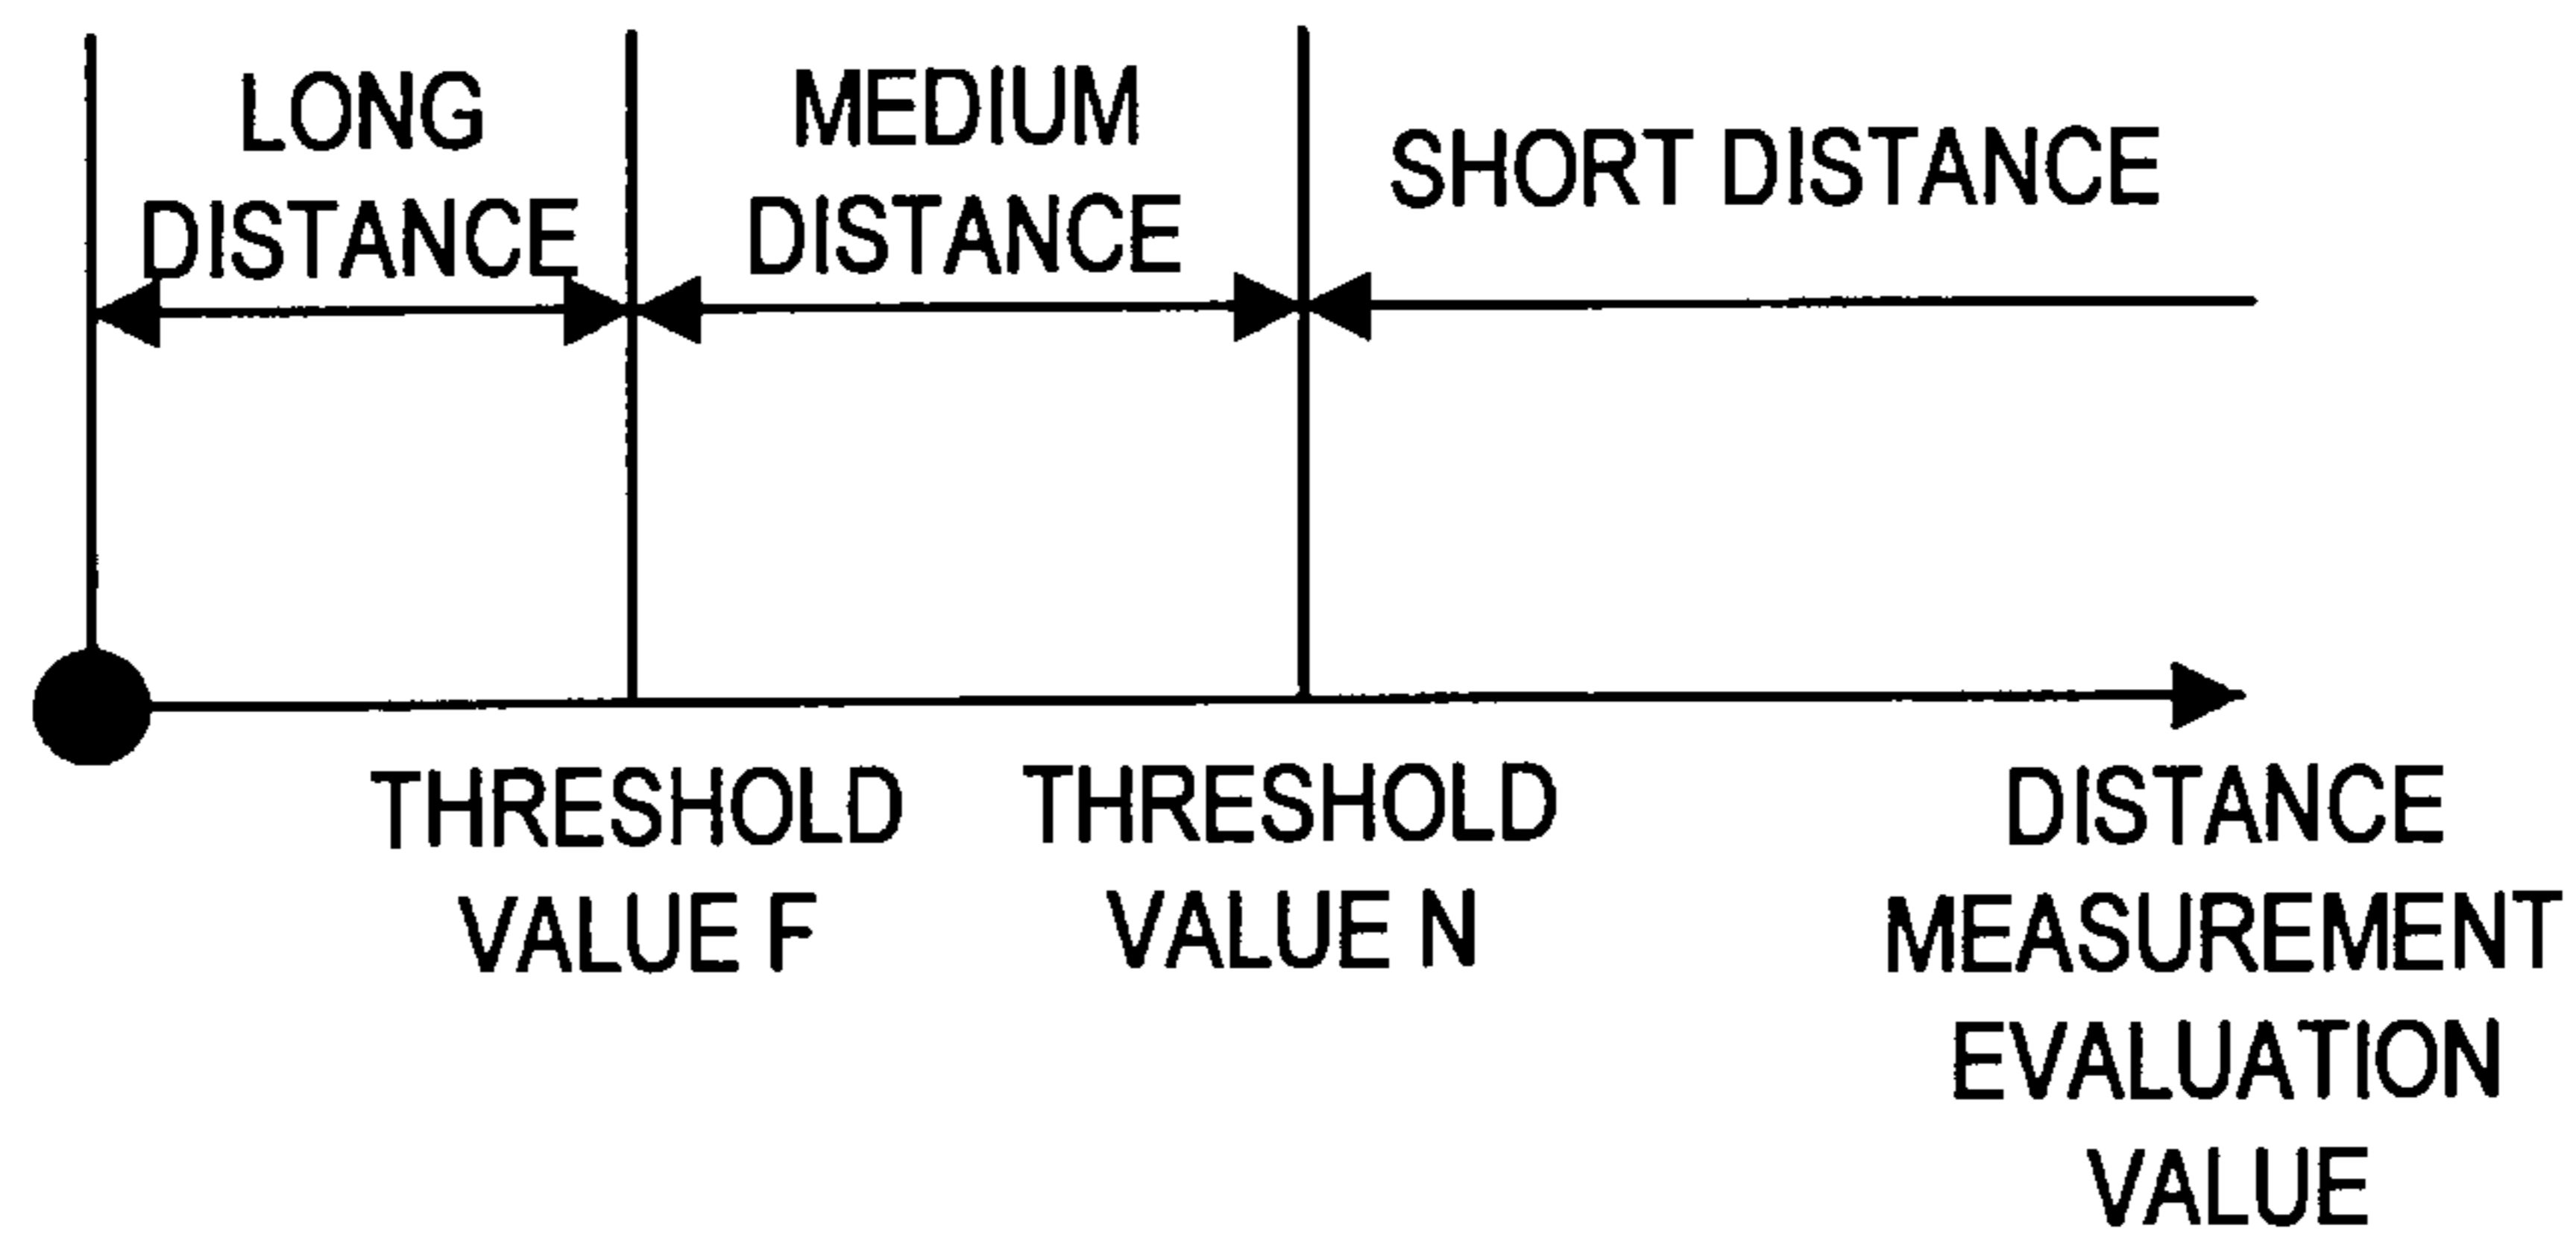 LONG
DISTANCE
MEDIUM
DISTANCE
SHORT DISTANCE
THRESHOLD
VALUE F
THRESHOLD
VALUE N
DISTANCE
MEASUREMENT
EVALUATION
VALUE